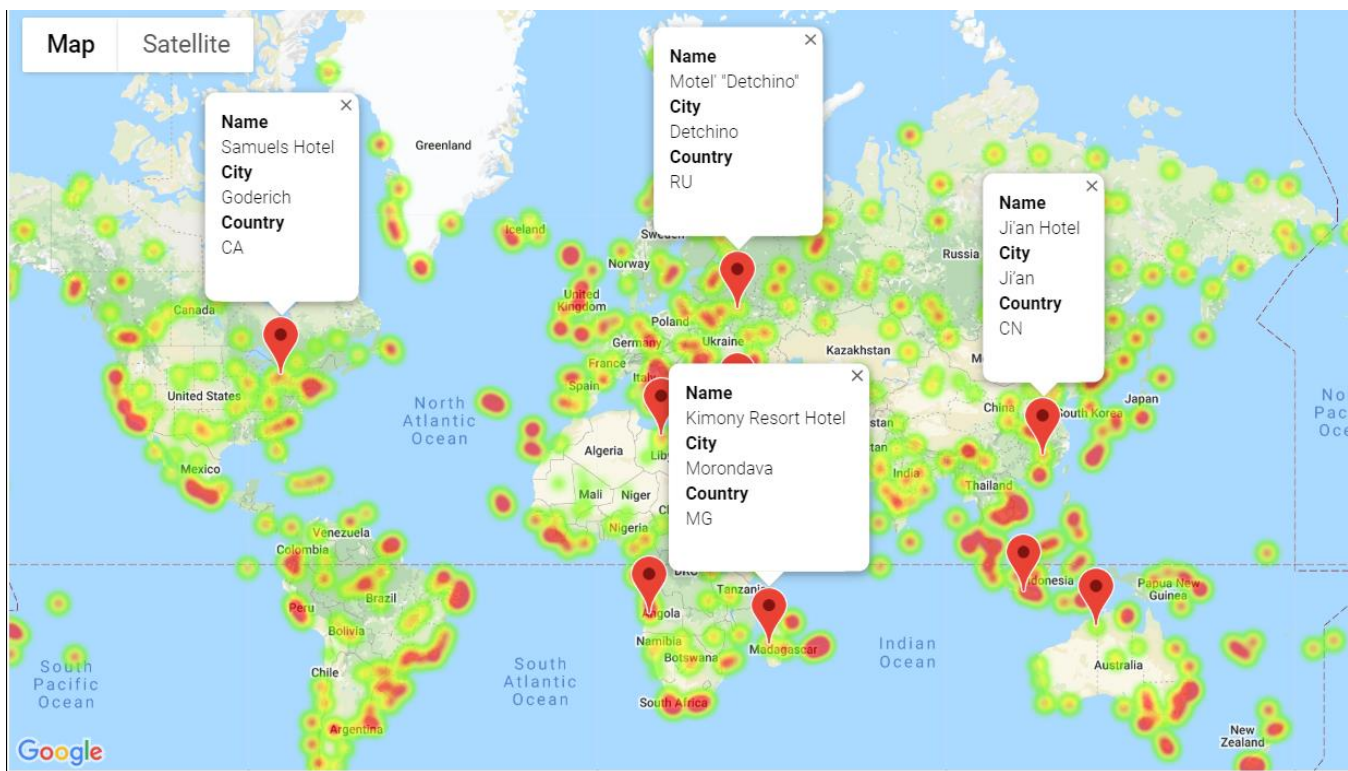 Map
Satellite
Name
Samuels Hotel
City
Goderich
Country
CA
Name
Motel' "Detchino"
City
Detchino
Country
RU
Name
Ji'an Hotel
City
Ji'an
Country
CN
Name
Kimony Resort Hotel
City
Morondava
Country
MG
Greenland
Iceland
Sweden
Norway
Russia
United
Kingdom
Canada
Poland
Germany
Ukraine
Kazakhstan
France
Italy
Spain
United States
North
Atlantic
Ocean
China
South Korea
Japan
Algeria
Mexico
India
Thailand
Mali
Niger
Nigeria
Venezuela
Colombia
DRC
Tanzania
Indonesia
Papua New
Guinea
Peru
Brazil
Angola
Bolivia
Namibia
Botswana
Madagascar
Indian
Ocean
Australia
South
Pacific
Ocean
Chile
South
Atlantic
Ocean
South Africa
Argentina
New
Zealand
Google